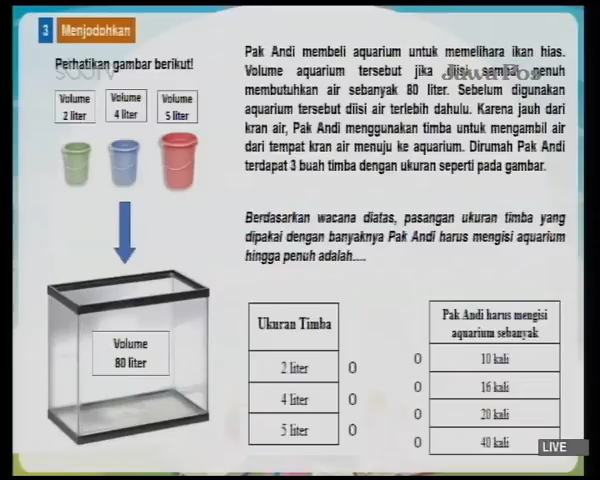 3 Menjodohkan
Perhatikan gambar berikut!
SBOTV
JawaPos
Volume
2 liter
Volume
4 liter
Volume
5 liter
Volume
80 liter
Pak Andi membeli aquarium untuk memelihara ikan hias.
Volume aquarium tersebut jika diisi sampai penuh
membutuhkan air sebanyak 80 liter. Sebelum digunakan
aquarium tersebut diisi air terlebih dahulu. Karena jauh dari
kran air, Pak Andi menggunakan timba untuk mengambil air
dari tempat kran air menuju ke aquarium. Dirumah Pak Andi
terdapat 3 buah timba dengan ukuran seperti pada gambar.
Berdasarkan wacana diatas, pasangan ukuran timba yang
dipakai dengan banyaknya Pak Andi harus mengisi aquarium
hingga penuh adalah....
Ukuran Timba
2 liter O
4 liter O
5 liter O
Pak Andi harus mengisi
aquarium sebanyak
O 10 kali
O 16 kali
O 20 kali
O 40 kali
LIVE